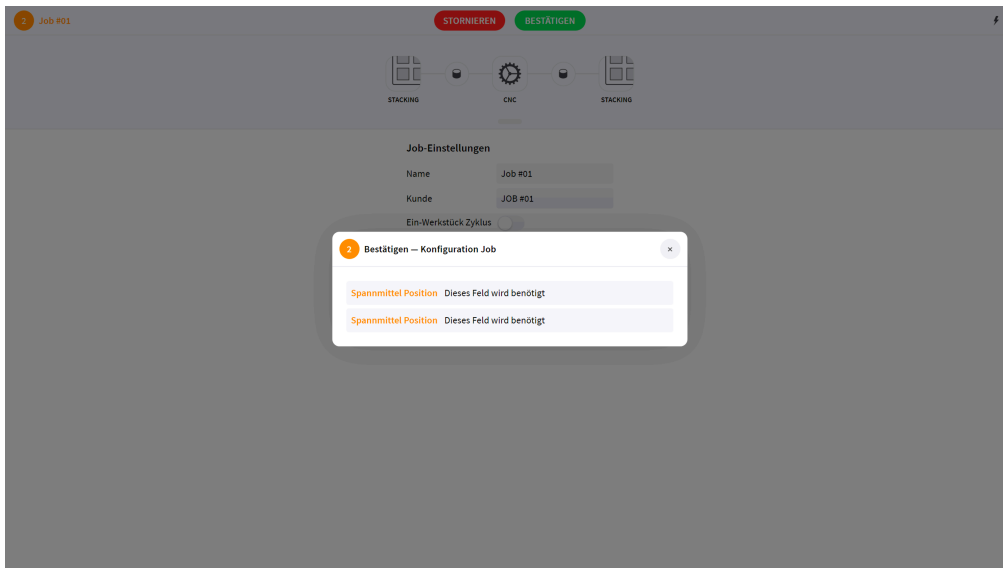 2 Job #01 STORNIEREN BESTÄTIGEN
STACKING CNC STACKING
Job-Einstellungen
Name Job #01
Kunde JOB #01
Ein-Werkstück Zyklus
2 Bestätigen — Konfiguration Job ×
Spannmittel Position Dieses Feld wird benötigt
Spannmittel Position Dieses Feld wird benötigt